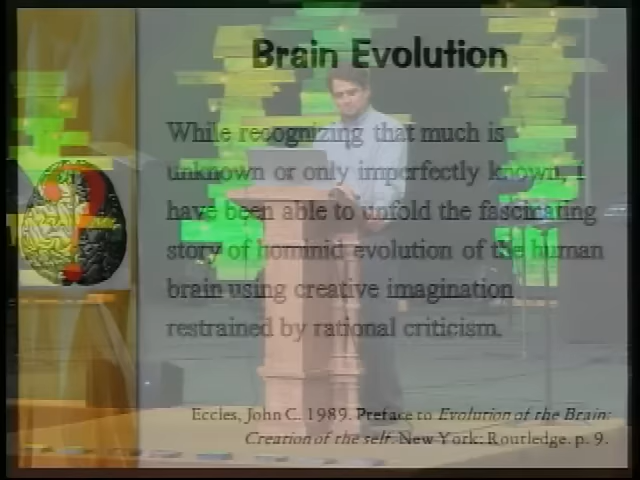 Brain Evolution
While recognizing that much is
unknown or only imperfectly known, I
have been able to unfold the fascinating
story of hominid evolution of the human
brain using creative imagination
restrained by rational criticism.
Eccles, John C. 1989. Preface to Evolution of the Brain:
Creation of the self. New York: Routledge. p. 9.